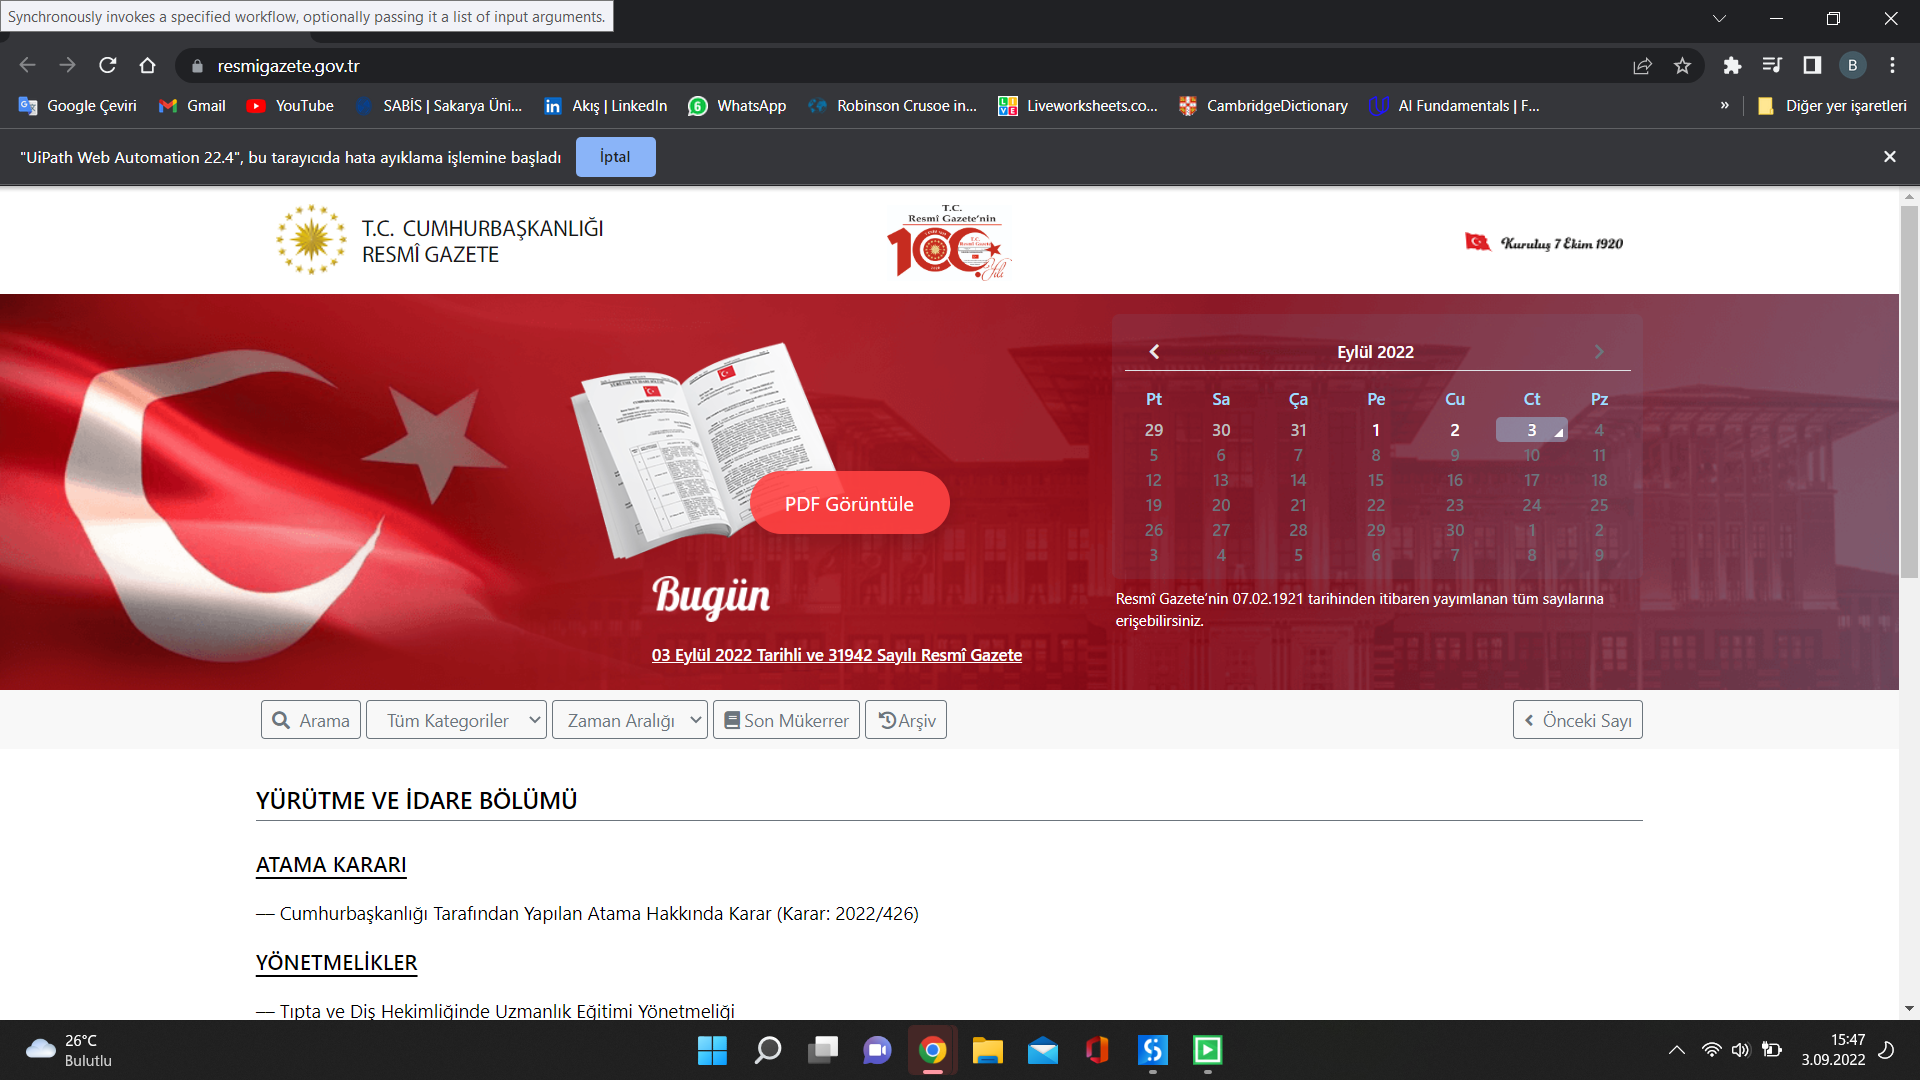 Synchronously invokes a specified workflow, optionally passing it a list of input arguments.
resmigazete.gov.tr
B
Google Çeviri
Gmail
YouTube
SABİS | Sakarya Üni...
Akış | LinkedIn
6
WhatsApp
Robinson Crusoe in...
LIVE
Liveworksheets.co...
CambridgeDictionary
AI Fundamentals | F...
»
Diğer yer işaretleri
"UiPath Web Automation 22.4", bu tarayıcıda hata ayıklama işlemine başladı
İptal
T.C. CUMHURBAŞKANLIĞI
RESMÎ GAZETE
T.C.
Resmî Gazete'nin
100.
Yılı
Kuruluş 7 Ekim 1920
Eylül 2022
Pt Sa Ça Pe Cu Ct Pz
29 30 31 1 2 3 4
5 6 7 8 9 10 11
12 13 14 15 16 17 18
19 20 21 22 23 24 25
26 27 28 29 30 1 2
3 4 5 6 7 8 9
PDF Görüntüle
Bugün
03 Eylül 2022 Tarihli ve 31942 Sayılı Resmî Gazete
Resmî Gazete'nin 07.02.1921 tarihinden itibaren yayımlanan tüm sayılarına
erişebilirsiniz.
Arama
Tüm Kategoriler
Zaman Aralığı
Son Mükerrer
Arşiv
Önceki Sayı
YÜRÜTME VE İDARE BÖLÜMÜ
ATAMA KARARI
–– Cumhurbaşkanlığı Tarafından Yapılan Atama Hakkında Karar (Karar: 2022/426)
YÖNETMELİKLER
–– Tıpta ve Diş Hekimliğinde Uzmanlık Eğitimi Yönetmeliği
26°C
Bulutlu
15:47
3.09.2022